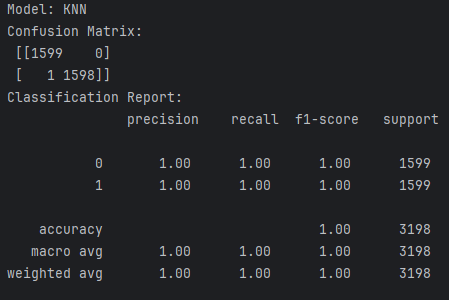 Model: KNN
Confusion Matrix:
[[1599    0]
[   1 1598]]
Classification Report:
precision    recall  f1-score   support
0       1.00      1.00      1.00      1599
1       1.00      1.00      1.00      1599
accuracy                           1.00      3198
macro avg       1.00      1.00      1.00      3198
weighted avg       1.00      1.00      1.00      3198